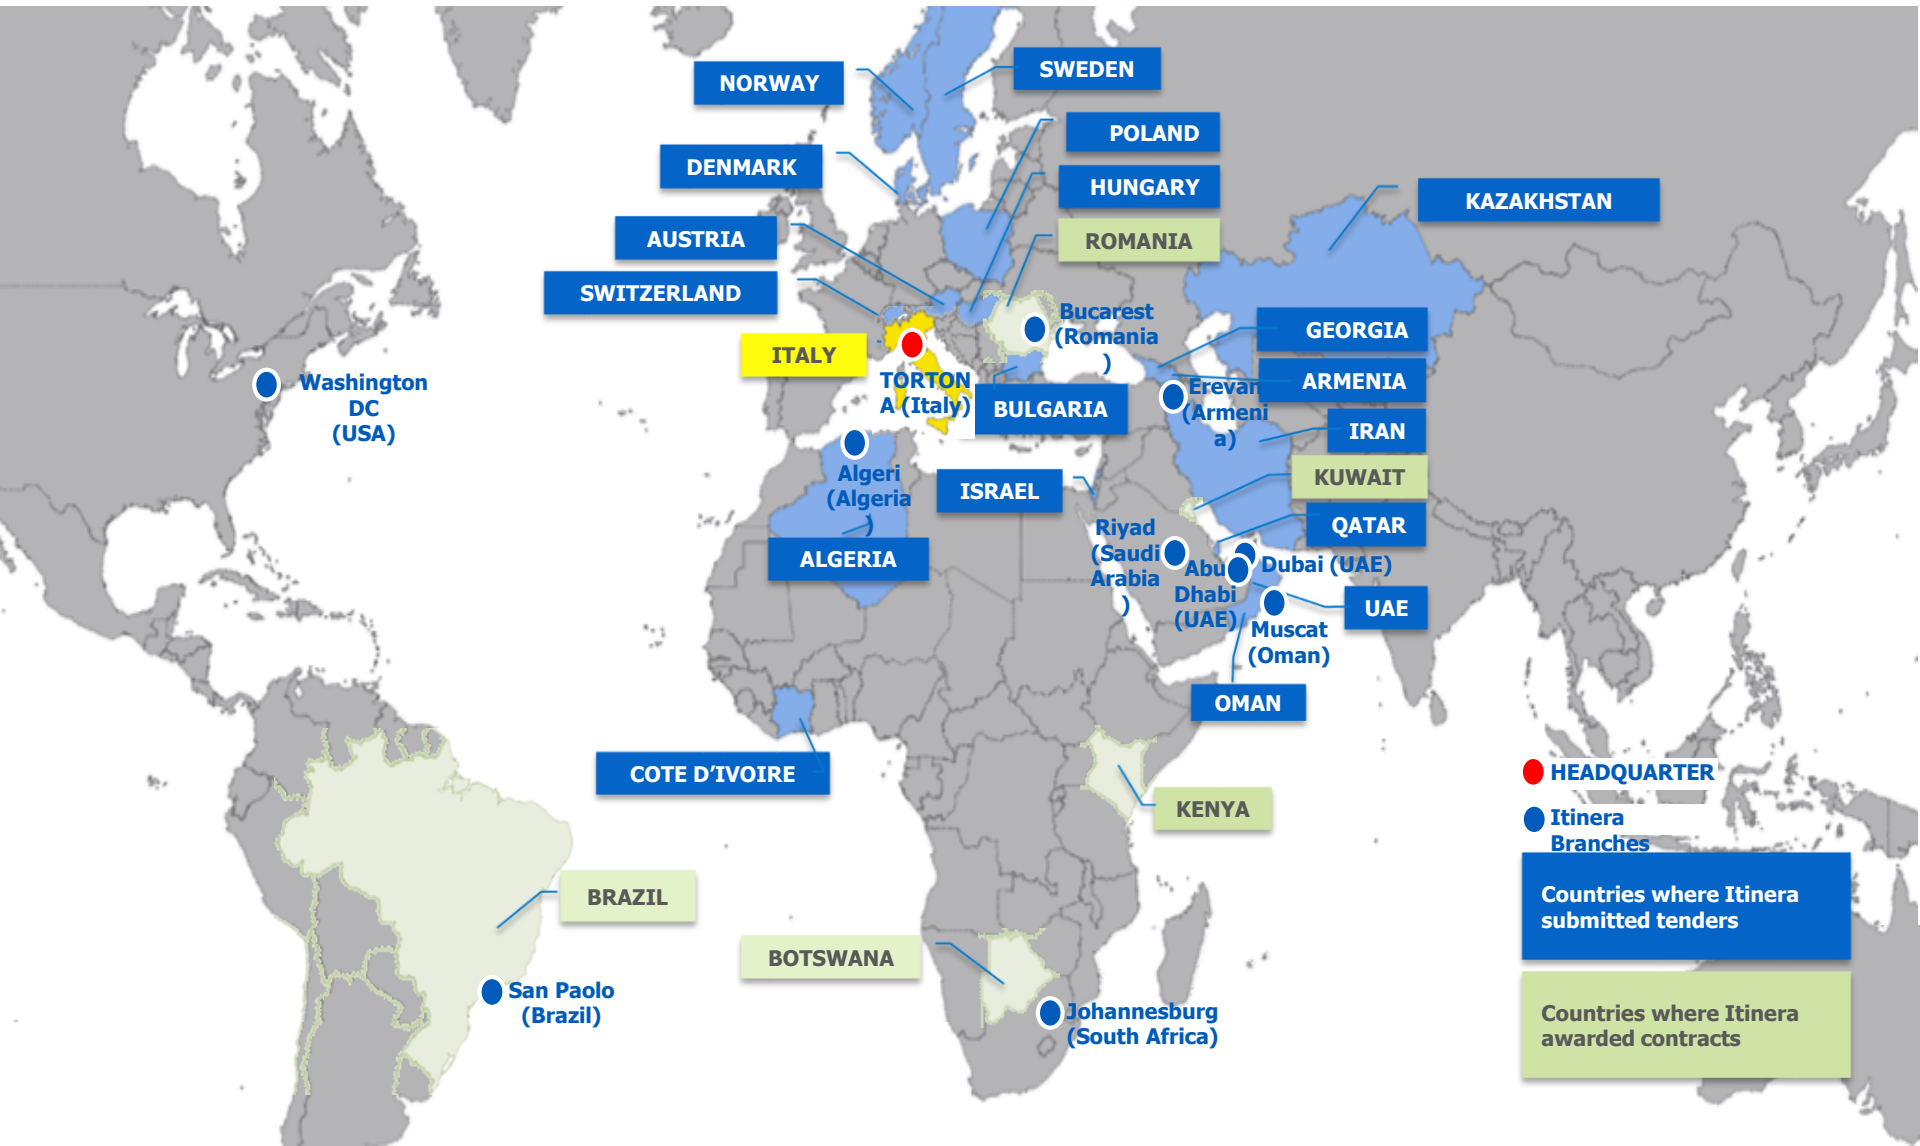 NORWAY
SWEDEN
POLAND
DENMARK
HUNGARY
KAZAKHSTAN
AUSTRIA
ROMANIA
SWITZERLAND
Bucarest
(Romania
)
GEORGIA
ITALY
TORTON
A (Italy)
Washington
DC
(USA)
BULGARIA
Erevan
(Armeni
a)
ARMENIA
IRAN
Algeri
(Algeria
)
ISRAEL
KUWAIT
QATAR
Riyad
(Saudi
Arabia
)
ALGERIA
Abu
Dhabi
(UAE)
Dubai (UAE)
UAE
Muscat
(Oman)
OMAN
COTE D’IVOIRE
KENYA
HEADQUARTER
Itinera
Branches
BRAZIL
Countries where Itinera
submitted tenders
BOTSWANA
San Paolo
(Brazil)
Johannesburg
(South Africa)
Countries where Itinera
awarded contracts